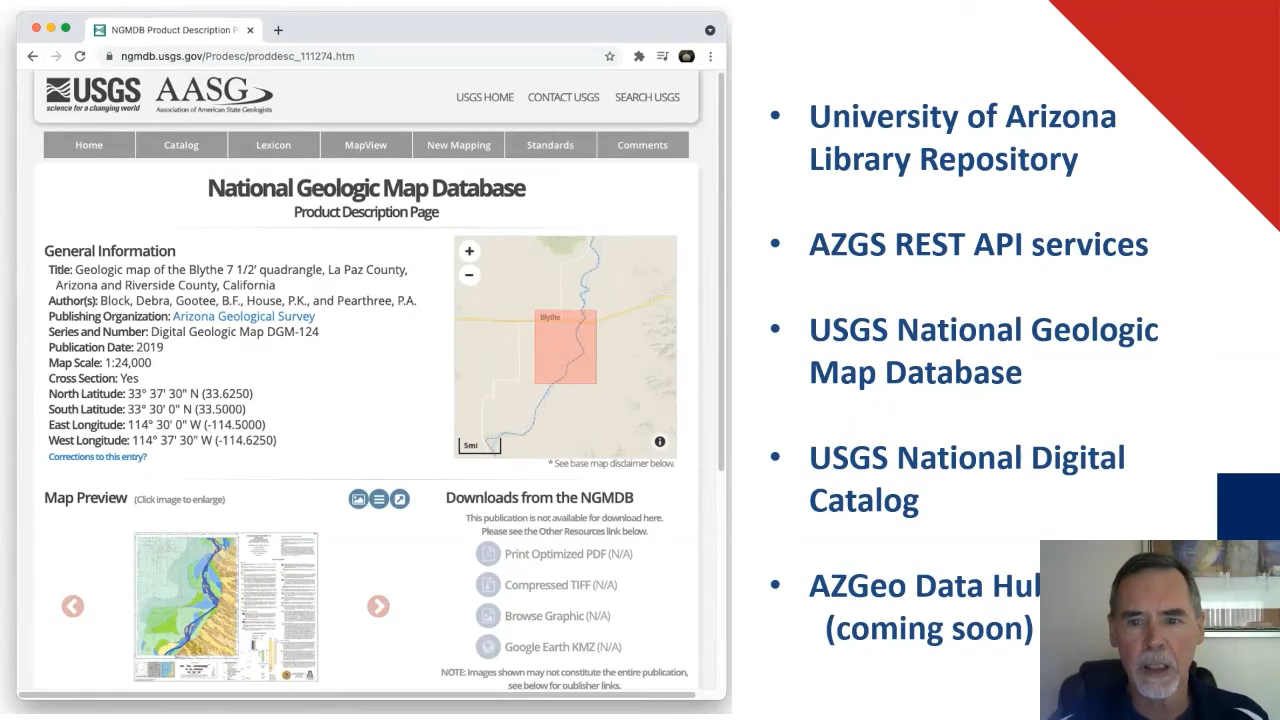 NGMDB Product Description P
ngmdb.usgs.gov/Prodesc/proddesc_111274.htm
USGS
science for a changing world
AASG
Association of American State Geologists
USGS HOME CONTACT USGS SEARCH USGS
Home Catalog Lexicon MapView New Mapping Standards Comments
National Geologic Map Database
Product Description Page
General Information
Title: Geologic map of the Blythe 7 1/2' quadrangle, La Paz County,
Arizona and Riverside County, California
Author(s): Block, Debra, Gootee, B.F., House, P.K., and Pearthree, P.A.
Publishing Organization: Arizona Geological Survey
Series and Number: Digital Geologic Map DGM-124
Publication Date: 2019
Map Scale: 1:24,000
Cross Section: Yes
North Latitude: 33° 37' 30" N (33.6250)
South Latitude: 33° 30' 0" N (33.5000)
East Longitude: 114° 30' 0" W (-114.5000)
West Longitude: 114° 37' 30" W (-114.6250)
Corrections to this entry?
+
−
Blythe
5mi
* See base map disclaimer below.
Map Preview (Click image to enlarge)
Downloads from the NGMDB
This publication is not available for download here.
Please see the Other Resources link below.
Print Optimized PDF (N/A)
Compressed TIFF (N/A)
Browse Graphic (N/A)
Google Earth KMZ (N/A)
NOTE: Images shown may not constitute the entire publication,
see below for publisher links.
• University of Arizona
Library Repository
• AZGS REST API services
• USGS National Geologic
Map Database
• USGS National Digital
Catalog
• AZGeo Data Hub
(coming soon)